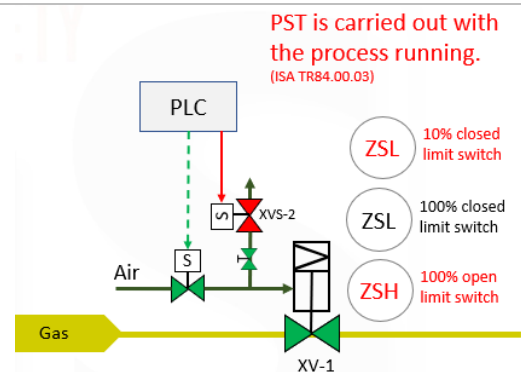 PST is carried out with
the process running.
(ISA TR84.00.03)
PLC
ZSL
10% closed
limit switch
S
XVS-2
ZSL
100% closed
limit switch
S
Air
ZSH
100% open
limit switch
Gas
XV-1